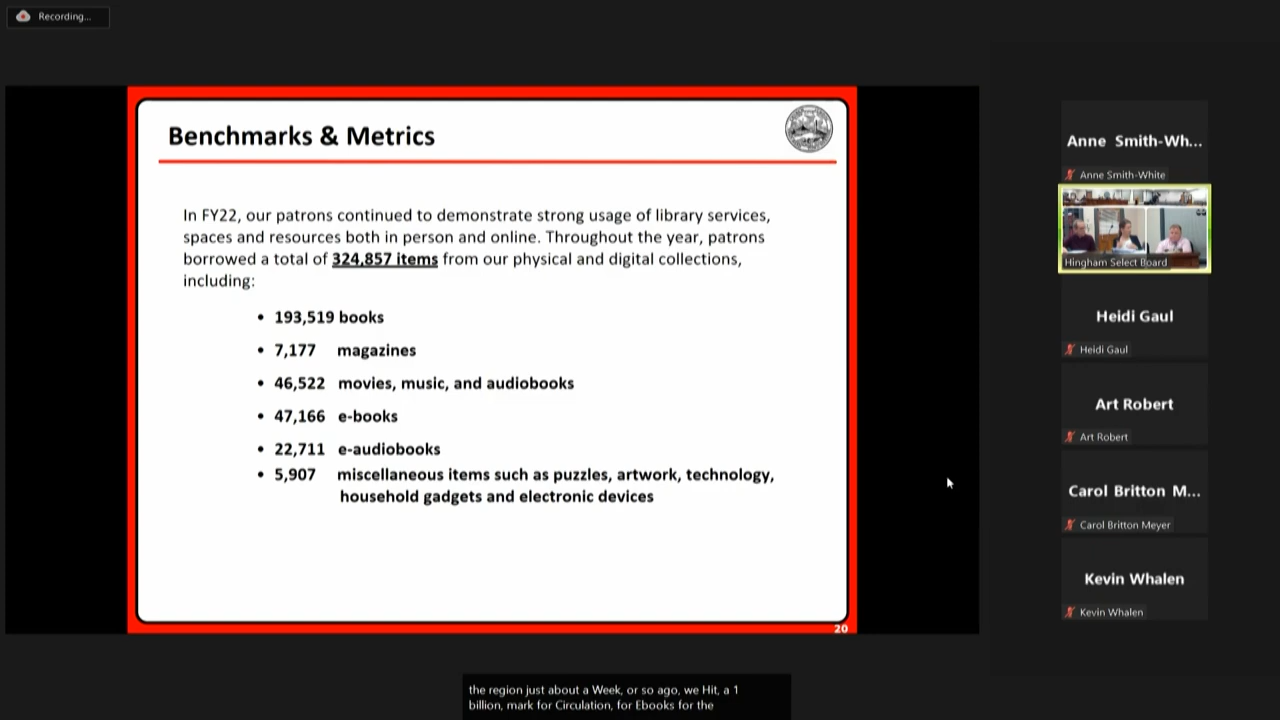 Recording...
Benchmarks & Metrics
In FY22, our patrons continued to demonstrate strong usage of library services,
spaces and resources both in person and online. Throughout the year, patrons
borrowed a total of 324,857 items from our physical and digital collections,
including:
• 193,519 books
• 7,177 magazines
• 46,522 movies, music, and audiobooks
• 47,166 e-books
• 22,711 e-audiobooks
• 5,907 miscellaneous items such as puzzles, artwork, technology,
household gadgets and electronic devices
20
Anne Smith-Wh...
Anne Smith-White
Hingham Select Board
Heidi Gaul
Heidi Gaul
Art Robert
Art Robert
Carol Britton M...
Carol Britton Meyer
Kevin Whalen
Kevin Whalen
the region just about a Week, or so ago, we Hit, a 1
billion, mark for Circulation, for Ebooks for the